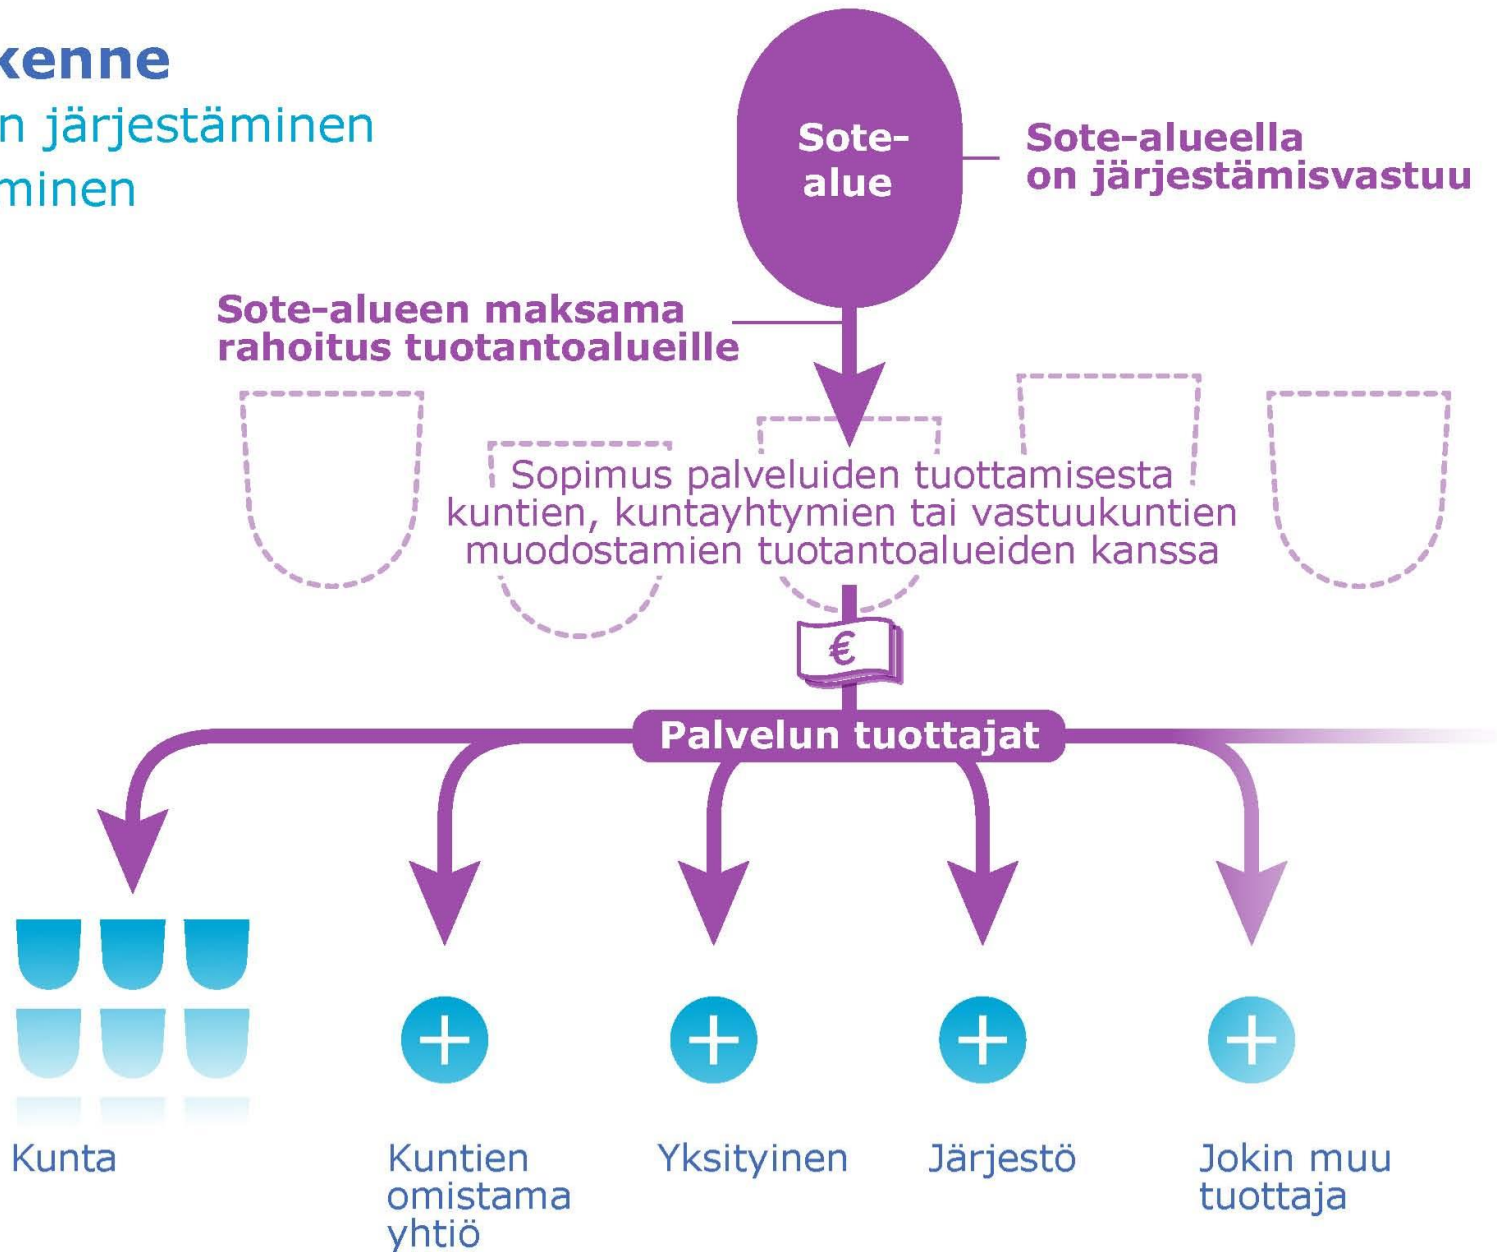 kenne
n järjestäminen
minen
Sote-
alue
Sote-alueella
on järjestämisvastuu
Sote-alueen maksama
rahoitus tuotantoalueille
Sopimus palveluiden tuottamisesta
kuntien, kuntayhtymien tai vastuukuntien
muodostamien tuotantoalueiden kanssa
€
Palvelun tuottajat
Kunta
Kuntien
omistama
yhtiö
Yksityinen
Järjestö
Jokin muu
tuottaja